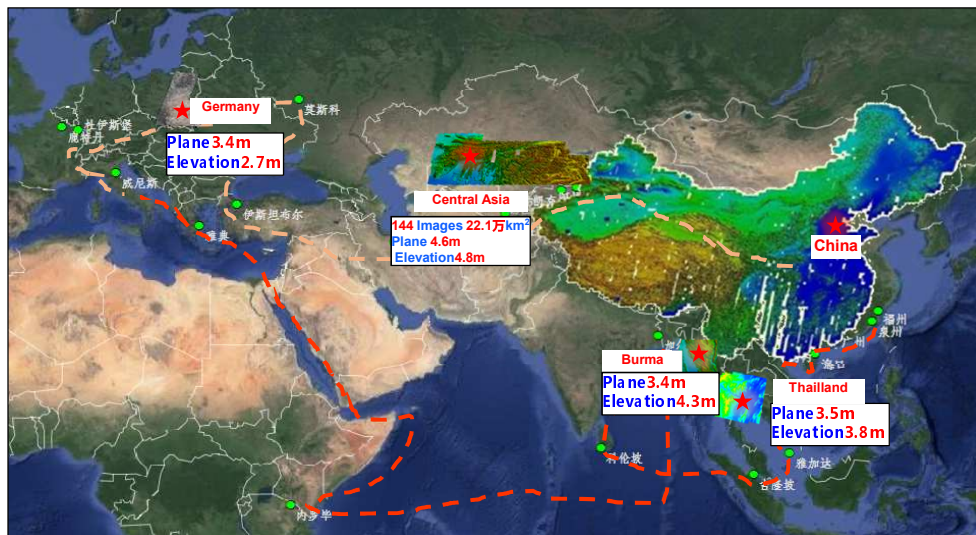 Germany
莫斯科
杜伊斯堡
鹿特丹
Plane3.4m
Elevation2.7m
威尼斯
伊斯坦布尔
雅典
Central Asia
144 Images 22.1万km2
Plane 4.6m
Elevation4.8m
China
福州
泉州
广州
海口
Burma
Plane3.4m
Elevation4.3m
Thailland
Plane3.5m
Elevation3.8m
科伦坡
雅加达
吉隆坡
内罗毕